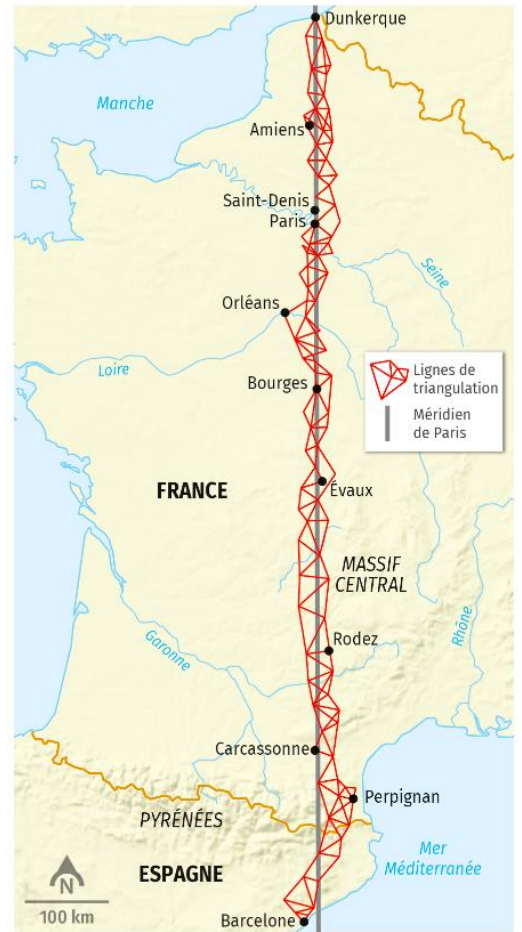 Dunkerque
Manche
Amiens
Saint-Denis
Paris
Seine
Orléans
Loire
Lignes de
triangulation
Méridien
de Paris
Bourges
FRANCE
Évaux
MASSIF
CENTRAL
Rhône
Garonne
Rodez
Carcassonne
Perpignan
PYRÉNÉES
Mer
Méditerranée
ESPAGNE
N
100 km
Barcelone